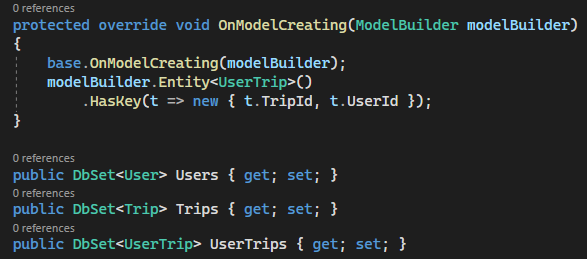 0 references
protected override void OnModelCreating(ModelBuilder modelBuilder)
{
    base.OnModelCreating(modelBuilder);
    modelBuilder.Entity<UserTrip>()
        .HasKey(t => new { t.TripId, t.UserId });
}
0 references
public DbSet<User> Users { get; set; }
0 references
public DbSet<Trip> Trips { get; set; }
0 references
public DbSet<UserTrip> UserTrips { get; set; }